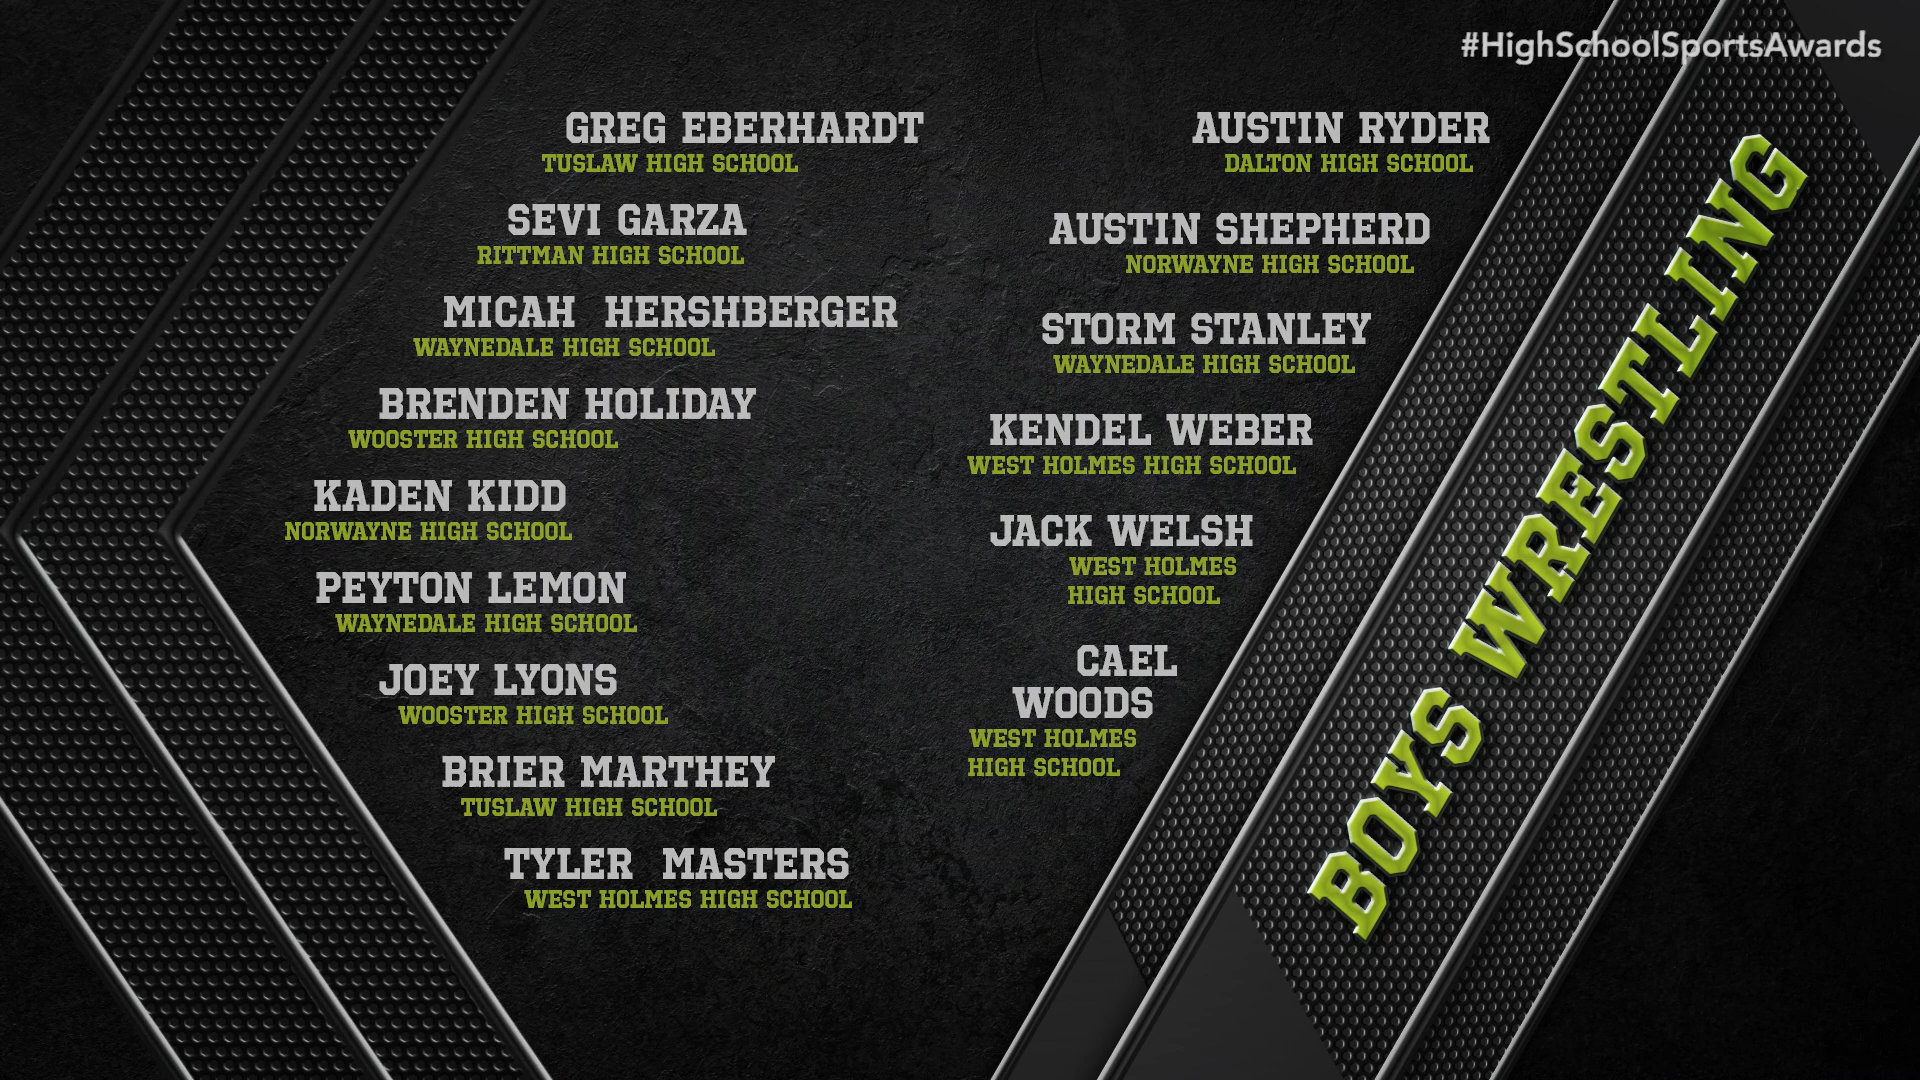 #HighSchoolSportsAwards
GREG EBERHARDT
TUSLAW HIGH SCHOOL
SEVI GARZA
RITTMAN HIGH SCHOOL
MICAH  HERSHBERGER
WAYNEDALE HIGH SCHOOL
BRENDEN HOLIDAY
WOOSTER HIGH SCHOOL
KADEN KIDD
NORWAYNE HIGH SCHOOL
PEYTON LEMON
WAYNEDALE HIGH SCHOOL
JOEY LYONS
WOOSTER HIGH SCHOOL
BRIER MARTHEY
TUSLAW HIGH SCHOOL
TYLER  MASTERS
WEST HOLMES HIGH SCHOOL
AUSTIN RYDER
DALTON HIGH SCHOOL
AUSTIN SHEPHERD
NORWAYNE HIGH SCHOOL
STORM STANLEY
WAYNEDALE HIGH SCHOOL
KENDEL WEBER
WEST HOLMES HIGH SCHOOL
JACK WELSH
WEST HOLMES
HIGH SCHOOL
CAEL
WOODS
WEST HOLMES
HIGH SCHOOL
BOYS WRESTLING